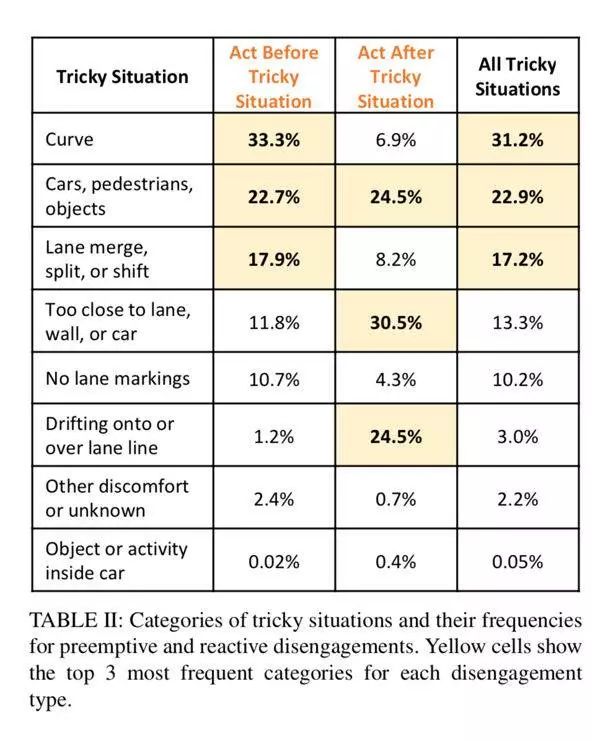 Tricky Situation | Act Before Tricky Situation | Act After Tricky Situation | All Tricky Situations
Curve | 33.3% | 6.9% | 31.2%
Cars, pedestrians, objects | 22.7% | 24.5% | 22.9%
Lane merge, split, or shift | 17.9% | 8.2% | 17.2%
Too close to lane, wall, or car | 11.8% | 30.5% | 13.3%
No lane markings | 10.7% | 4.3% | 10.2%
Drifting onto or over lane line | 1.2% | 24.5% | 3.0%
Other discomfort or unknown | 2.4% | 0.7% | 2.2%
Object or activity inside car | 0.02% | 0.4% | 0.05%
TABLE II: Categories of tricky situations and their frequencies
for preemptive and reactive disengagements. Yellow cells show
the top 3 most frequent categories for each disengagement
type.